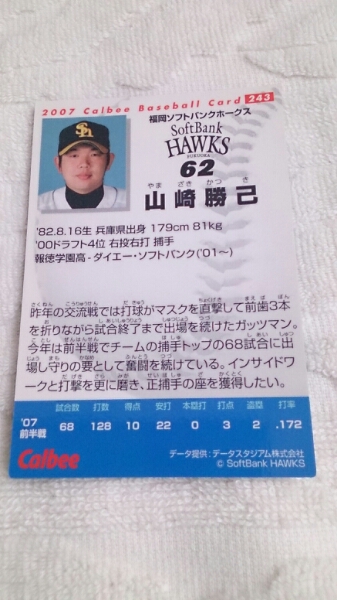 2007 Calbee Baseball Card 243
福岡ソフトバンクホークス
SoftBank
HAWKS
FUKUOKA
62
やま ざき かつ き
山崎勝己
'82.8.16生 兵庫県出身 179cm 81kg
'00ドラフト4位 右投右打 捕手
報徳学園高-ダイエー・ソフトバンク('01~)
昨年の交流戦では打球がマスクを直撃して前歯3本
を折りながら試合終了まで出場を続けたガッツマン。
今年は前半戦でチームの捕手トップの68試合に出
場し守りの要として奮闘を続けている。インサイドワ
ークと打撃を更に磨き、正捕手の座を獲得したい。
'07 前半戦
試合数 打数 得点 安打 本塁打 打点 盗塁 打率
68 128 10 22 0 3 2 .172
Calbee
データ提供:データスタジアム株式会社
© SoftBank HAWKS